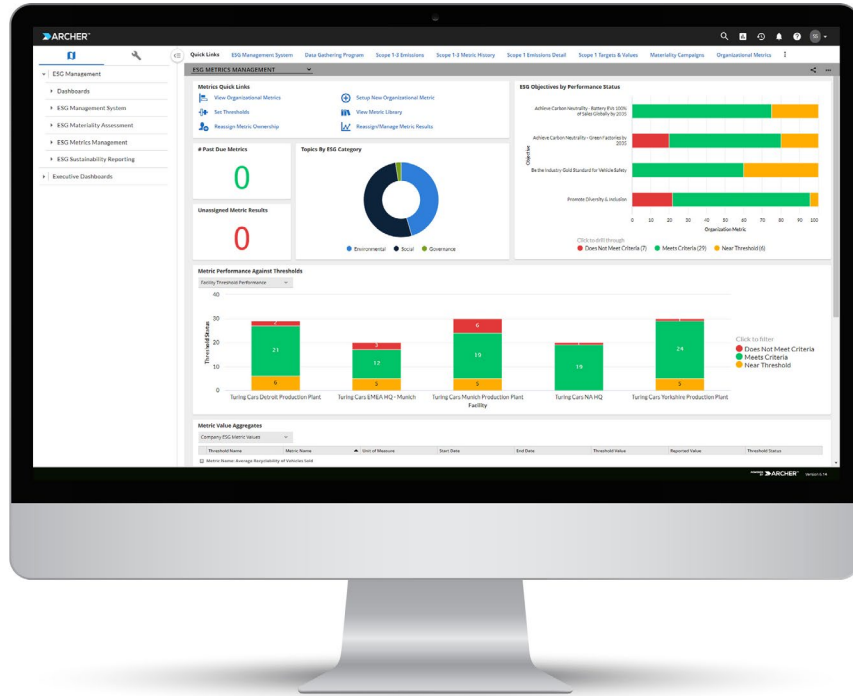 ARCHER™
SE
Quick Links ESG Management System Data Gathering Program Scope 1-3 Emissions Scope 1-3 Metric History Scope 1 Emissions Detail Scope 1 Targets & Values Materiality Campaigns Organizational Metrics
ESG Management
Dashboards
ESG Management System
ESG Materiality Assessment
ESG Metrics Management
ESG Sustainability Reporting
Executive Dashboards
ESG METRICS MANAGEMENT
Metrics Quick Links
View Organizational Metrics
Setup New Organizational Metric
Set Thresholds
View Metric Library
Reassign Metric Ownership
Reassign/Manage Metric Results
# Past Due Metrics
0
Unassigned Metric Results
0
Topics By ESG Category
Environmental Social Governance
ESG Objectives by Performance Status
Objective
Achieve Carbon Neutrality - Battery EVs 100%
of Sales Globally by 2035
Achieve Carbon Neutrality - Green Factories by
2035
Be the Industry Gold Standard for Vehicle Safety
Promote Diversity & Inclusion
0 10 20 30 40 50 60 70 80 90 100
Organization Metric
Click to drill through
Does Not Meet Criteria (7) Meets Criteria (29) Near Threshold (6)
Metric Performance Against Thresholds
Facility Threshold Performance
Threshold Status
40
30
20
10
0
2
21
6
3
12
5
6
19
5
19
24
5
Turing Cars Detroit Production Plant Turing Cars EMEA HQ - Munich Turing Cars Munich Production Plant Turing Cars NA HQ Turing Cars Yorkshire Production Plant
Facility
Click to filter
Does Not Meet Criteria
Meets Criteria
Near Threshold
Metric Value Aggregates
Company ESG Metric Values
Threshold Name Metric Name Unit of Measure Start Date End Date Threshold Value Reported Value Threshold Status
Metric Name: Average Recyclability of Vehicles Sold
POWERED BY ARCHER™ Version 6.14